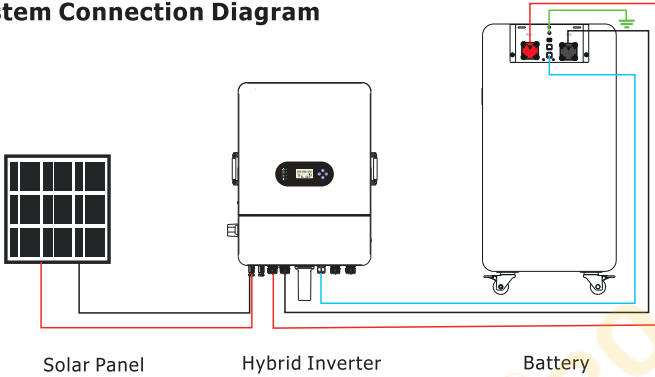 stem Connection Diagram
Solar Panel
Hybrid Inverter
Battery